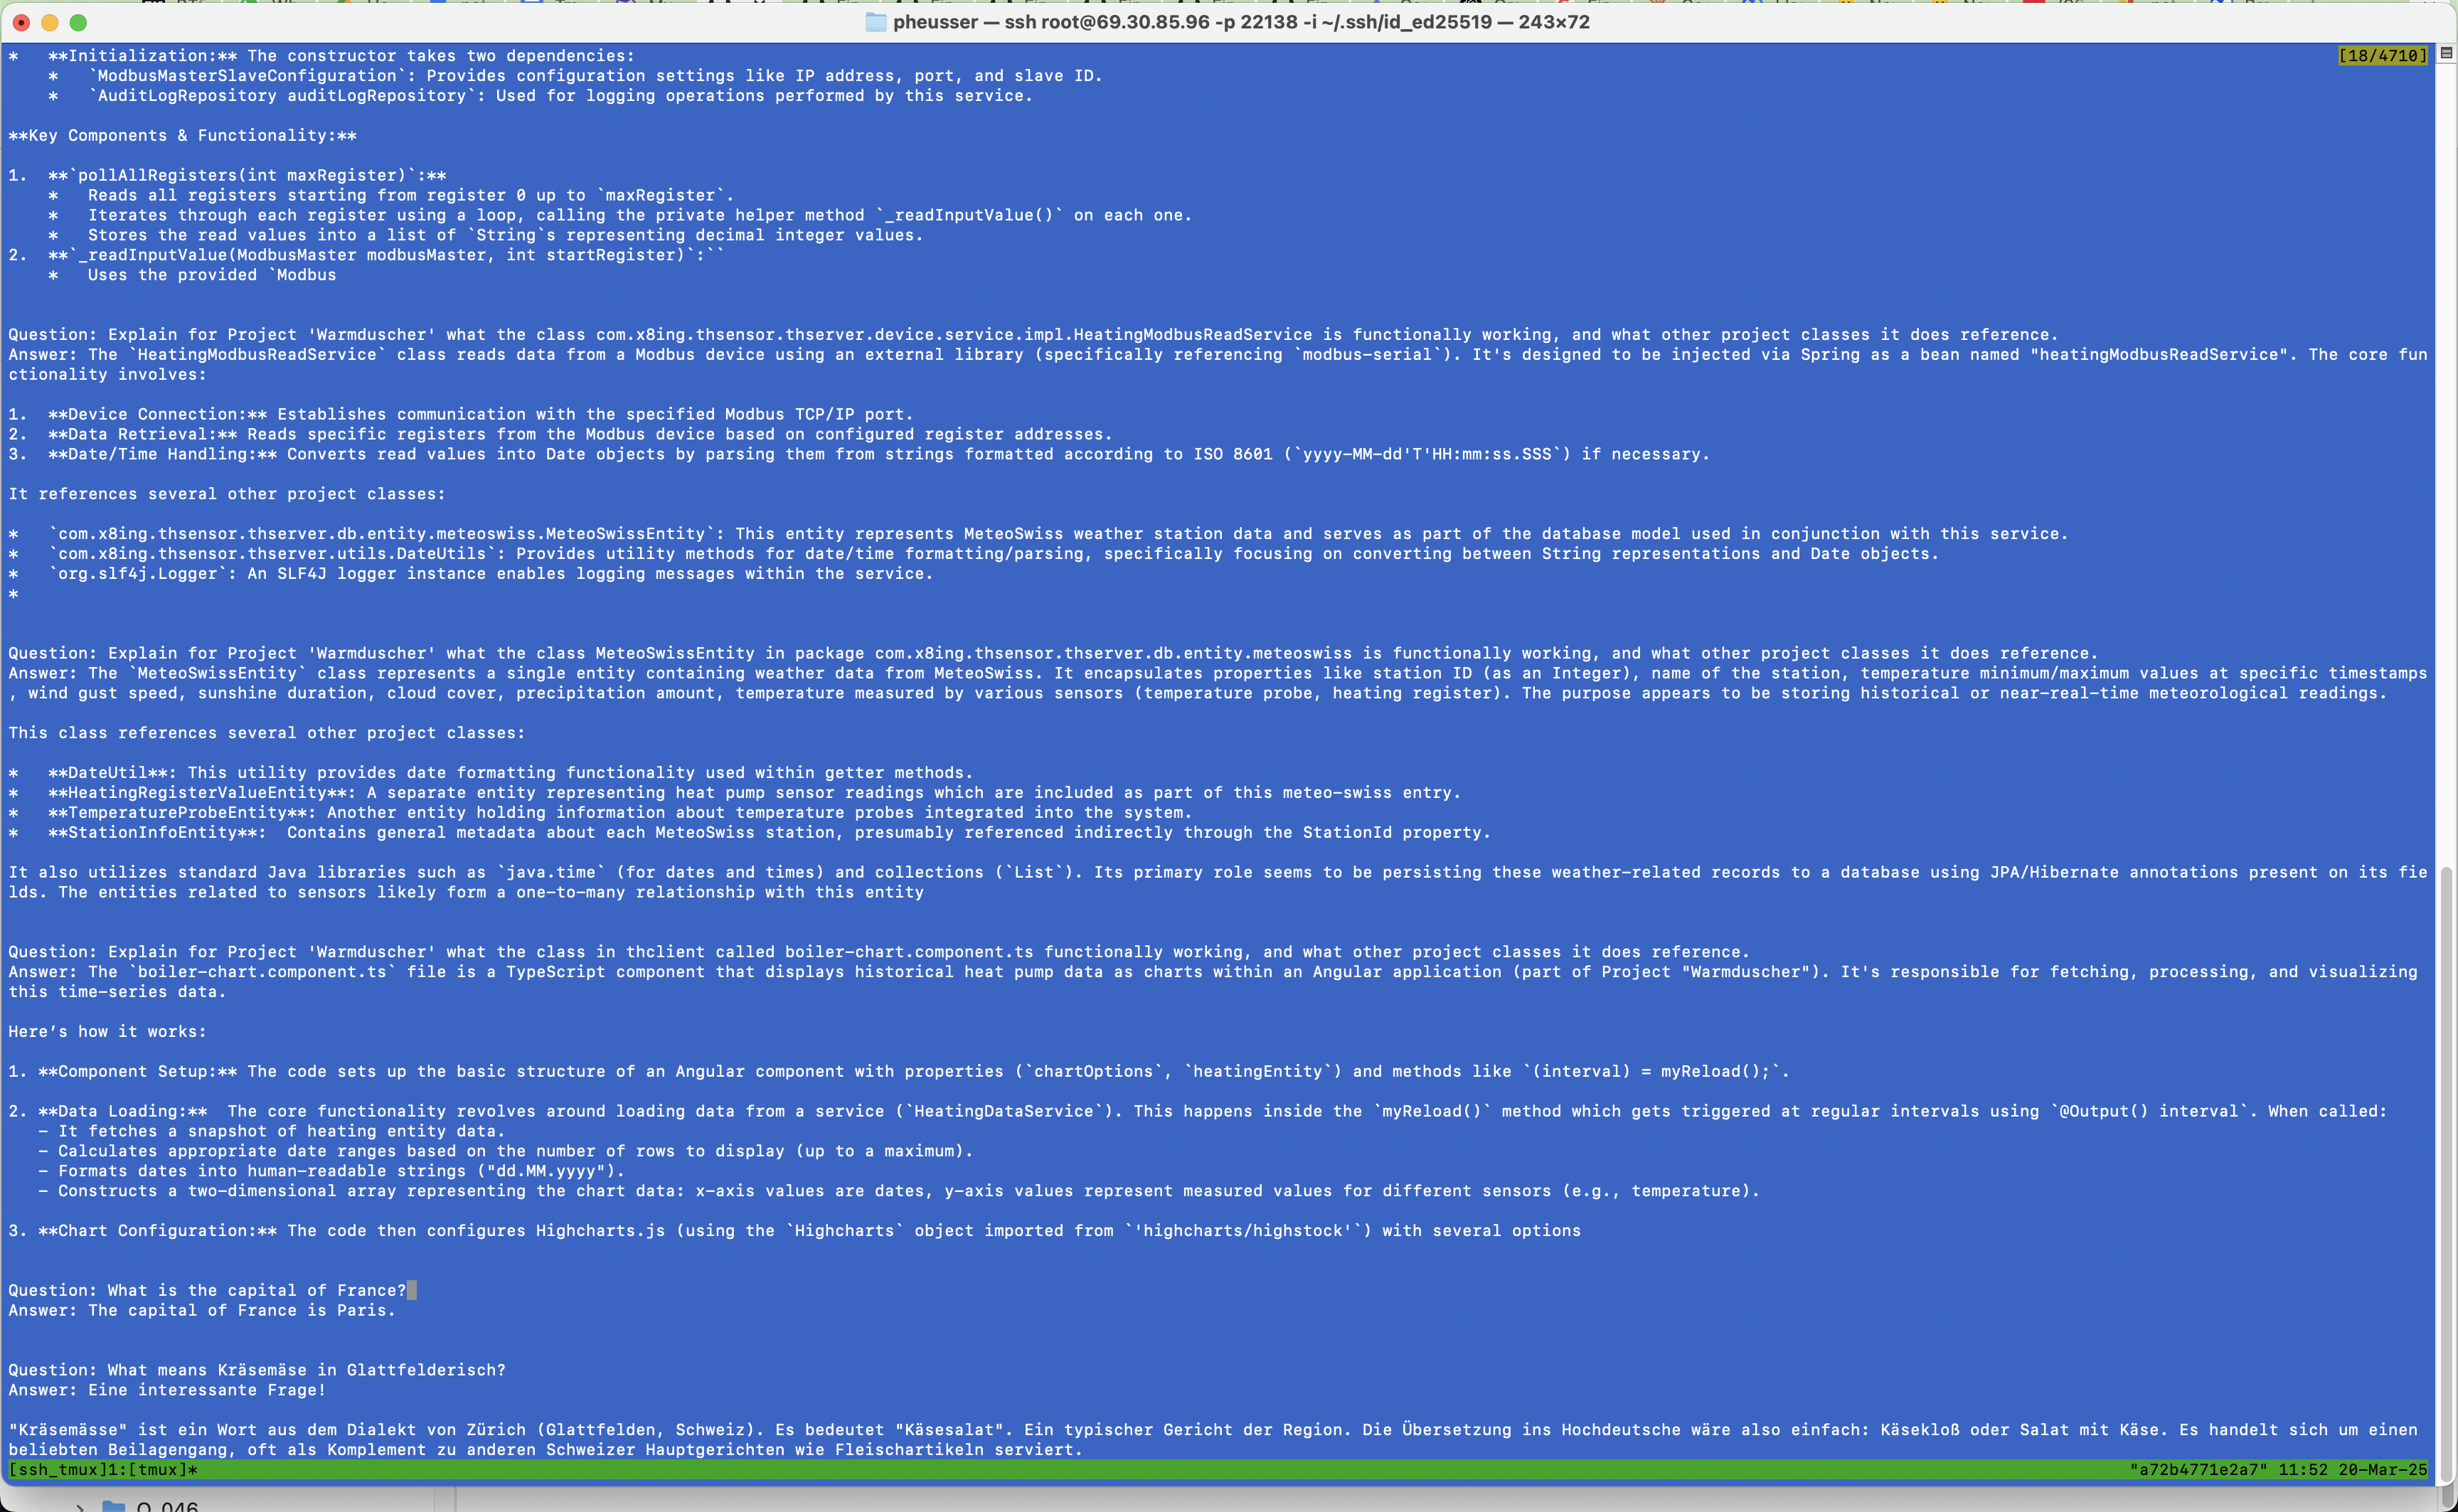 pheusser — ssh root@69.30.85.96 -p 22138 -i ~/.ssh/id_ed25519 — 243×72
*   **Initialization:** The constructor takes two dependencies:
[18/4710]
    *   `ModbusMasterSlaveConfiguration`: Provides configuration settings like IP address, port, and slave ID.
    *   `AuditLogRepository auditLogRepository`: Used for logging operations performed by this service.
**Key Components & Functionality:**
1.  **`pollAllRegisters(int maxRegister)`:**
    *   Reads all registers starting from register 0 up to `maxRegister`.
    *   Iterates through each register using a loop, calling the private helper method `_readInputValue()` on each one.
    *   Stores the read values into a list of `String`s representing decimal integer values.
2.  **`_readInputValue(ModbusMaster modbusMaster, int startRegister)`:``
    *   Uses the provided `Modbus
Question: Explain for Project 'Warmduscher' what the class com.x8ing.thsensor.thserver.device.service.impl.HeatingModbusReadService is functionally working, and what other project classes it does reference.
Answer: The `HeatingModbusReadService` class reads data from a Modbus device using an external library (specifically referencing `modbus-serial`). It's designed to be injected via Spring as a bean named "heatingModbusReadService". The core fun
ctionality involves:
1.  **Device Connection:** Establishes communication with the specified Modbus TCP/IP port.
2.  **Data Retrieval:** Reads specific registers from the Modbus device based on configured register addresses.
3.  **Date/Time Handling:** Converts read values into Date objects by parsing them from strings formatted according to ISO 8601 (`yyyy-MM-dd'T'HH:mm:ss.SSS`) if necessary.
It references several other project classes:
*   `com.x8ing.thsensor.thserver.db.entity.meteoswiss.MeteoSwissEntity`: This entity represents MeteoSwiss weather station data and serves as part of the database model used in conjunction with this service.
*   `com.x8ing.thsensor.thserver.utils.DateUtils`: Provides utility methods for date/time formatting/parsing, specifically focusing on converting between String representations and Date objects.
*   `org.slf4j.Logger`: An SLF4J logger instance enables logging messages within the service.
*
Question: Explain for Project 'Warmduscher' what the class MeteoSwissEntity in package com.x8ing.thsensor.thserver.db.entity.meteoswiss is functionally working, and what other project classes it does reference.
Answer: The `MeteoSwissEntity` class represents a single entity containing weather data from MeteoSwiss. It encapsulates properties like station ID (as an Integer), name of the station, temperature minimum/maximum values at specific timestamps
, wind gust speed, sunshine duration, cloud cover, precipitation amount, temperature measured by various sensors (temperature probe, heating register). The purpose appears to be storing historical or near-real-time meteorological readings.
This class references several other project classes:
*   **DateUtil**: This utility provides date formatting functionality used within getter methods.
*   **HeatingRegisterValueEntity**: A separate entity representing heat pump sensor readings which are included as part of this meteo-swiss entry.
*   **TemperatureProbeEntity**: Another entity holding information about temperature probes integrated into the system.
*   **StationInfoEntity**:  Contains general metadata about each MeteoSwiss station, presumably referenced indirectly through the StationId property.
It also utilizes standard Java libraries such as `java.time` (for dates and times) and collections (`List`). Its primary role seems to be persisting these weather-related records to a database using JPA/Hibernate annotations present on its fie
lds. The entities related to sensors likely form a one-to-many relationship with this entity
Question: Explain for Project 'Warmduscher' what the class in thclient called boiler-chart.component.ts functionally working, and what other project classes it does reference.
Answer: The `boiler-chart.component.ts` file is a TypeScript component that displays historical heat pump data as charts within an Angular application (part of Project "Warmduscher"). It's responsible for fetching, processing, and visualizing
this time-series data.
Here's how it works:
1. **Component Setup:** The code sets up the basic structure of an Angular component with properties (`chartOptions`, `heatingEntity`) and methods like `(interval) = myReload();`.
2. **Data Loading:**  The core functionality revolves around loading data from a service (`HeatingDataService`). This happens inside the `myReload()` method which gets triggered at regular intervals using `@Output() interval`. When called:
   - It fetches a snapshot of heating entity data.
   - Calculates appropriate date ranges based on the number of rows to display (up to a maximum).
   - Formats dates into human-readable strings ("dd.MM.yyyy").
   - Constructs a two-dimensional array representing the chart data: x-axis values are dates, y-axis values represent measured values for different sensors (e.g., temperature).
3. **Chart Configuration:** The code then configures Highcharts.js (using the `Highcharts` object imported from `'highcharts/highstock'`) with several options
Question: What is the capital of France?
Answer: The capital of France is Paris.
Question: What means Kräsemäse in Glattfelderisch?
Answer: Eine interessante Frage!
"Kräsemässe" ist ein Wort aus dem Dialekt von Zürich (Glattfelden, Schweiz). Es bedeutet "Käsesalat". Ein typischer Gericht der Region. Die Übersetzung ins Hochdeutsche wäre also einfach: Käsekloß oder Salat mit Käse. Es handelt sich um einen
beliebten Beilagengang, oft als Komplement zu anderen Schweizer Hauptgerichten wie Fleischartikeln serviert.
[ssh_tmux]1:[tmux]*
"a72b4771e2a7" 11:52 20-Mar-25